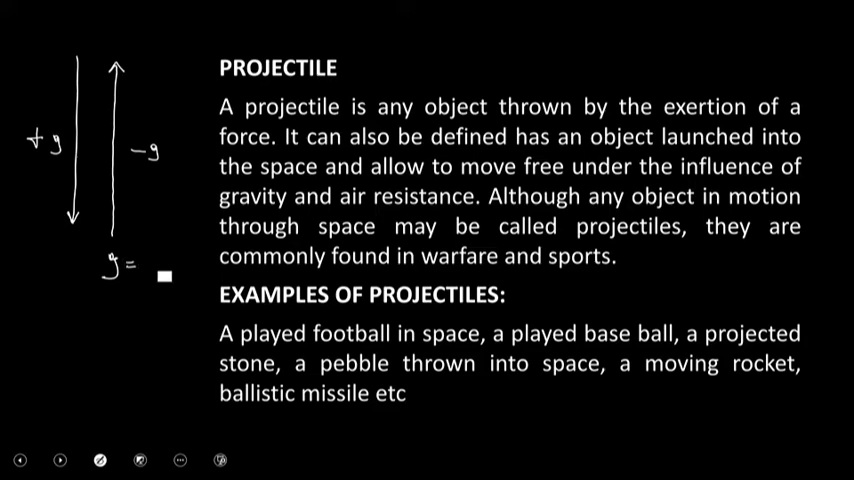 PROJECTILE
A projectile is any object thrown by the exertion of a
force. It can also be defined has an object launched into
the space and allow to move free under the influence of
gravity and air resistance. Although any object in motion
through space may be called projectiles, they are
commonly found in warfare and sports.
EXAMPLES OF PROJECTILES:
A played football in space, a played base ball, a projected
stone, a pebble thrown into space, a moving rocket,
ballistic missile etc
+g
-g
g=